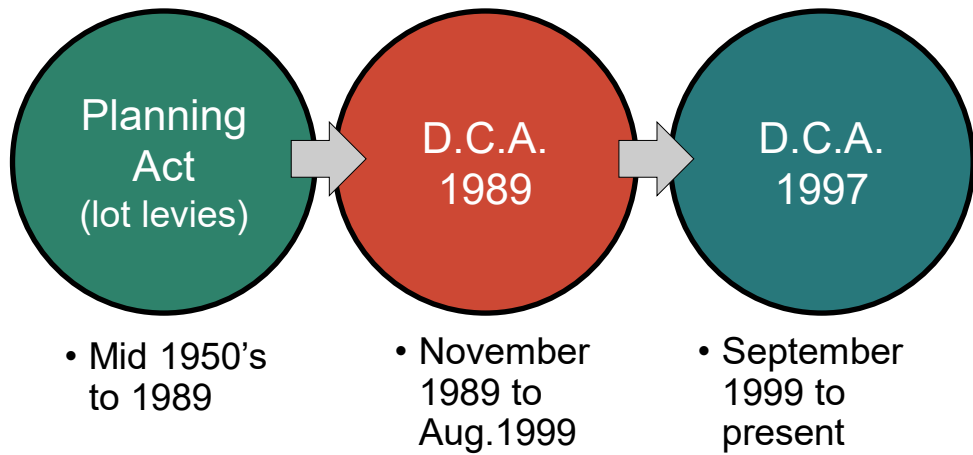 Planning
Act
(lot levies)
D.C.A.
1989
D.C.A.
1997
• Mid 1950’s
to 1989
• November
1989 to
Aug.1999
• September
1999 to
present